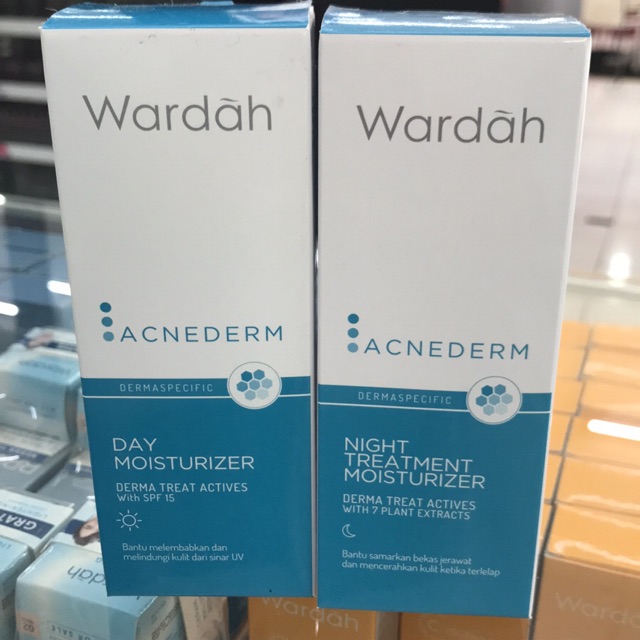 Wardãh
ACNEDERM
DERMASPECIFIC
DAY
MOISTURIZER
DERMA TREAT ACTIVES
With SPF 15
Bantu melembabkan dan
melindungi kulit dari sinar UV
Wardãh
ACNEDERM
DERMASPECIFIC
NIGHT
TREATMENT
MOISTURIZER
DERMA TREAT ACTIVES
WITH 7 PLANT EXTRACTS
Bantu samarkan bekas jerawat
dan mencerahkan kulit ketika terlelap
Wardah
Wardah